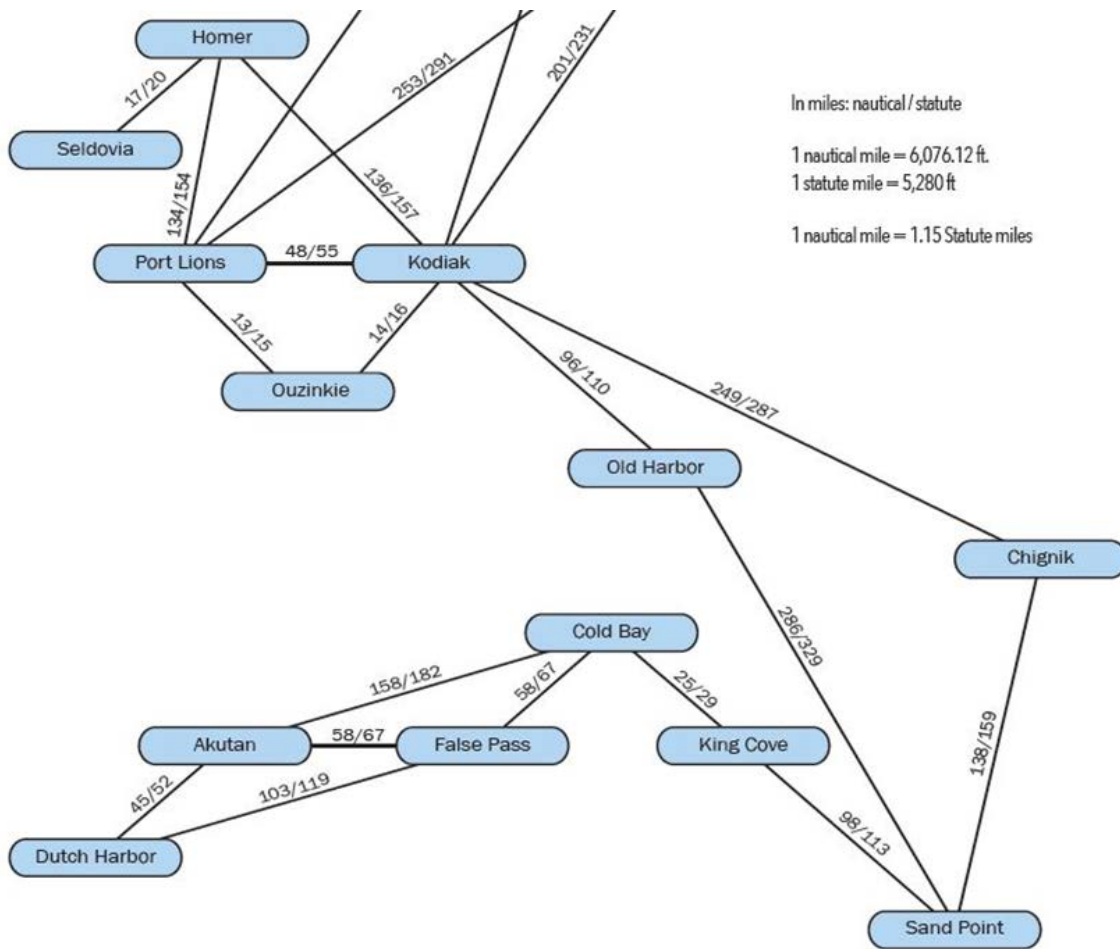 Homer
17/20
253/291
201/231
In miles: nautical / statute
Seldovia
1 nautical mile = 6,076.12 ft.
1 statute mile = 5,280 ft
134/154
136/157
1 nautical mile = 1.15 Statute miles
Port Lions
48/55
Kodiak
13/15
14/16
Ouzinkie
96/110
249/287
Old Harbor
Chignik
Cold Bay
286/329
158/182
58/67
25/29
Akutan
58/67
False Pass
King Cove
138/159
45/52
103/119
98/113
Dutch Harbor
Sand Point